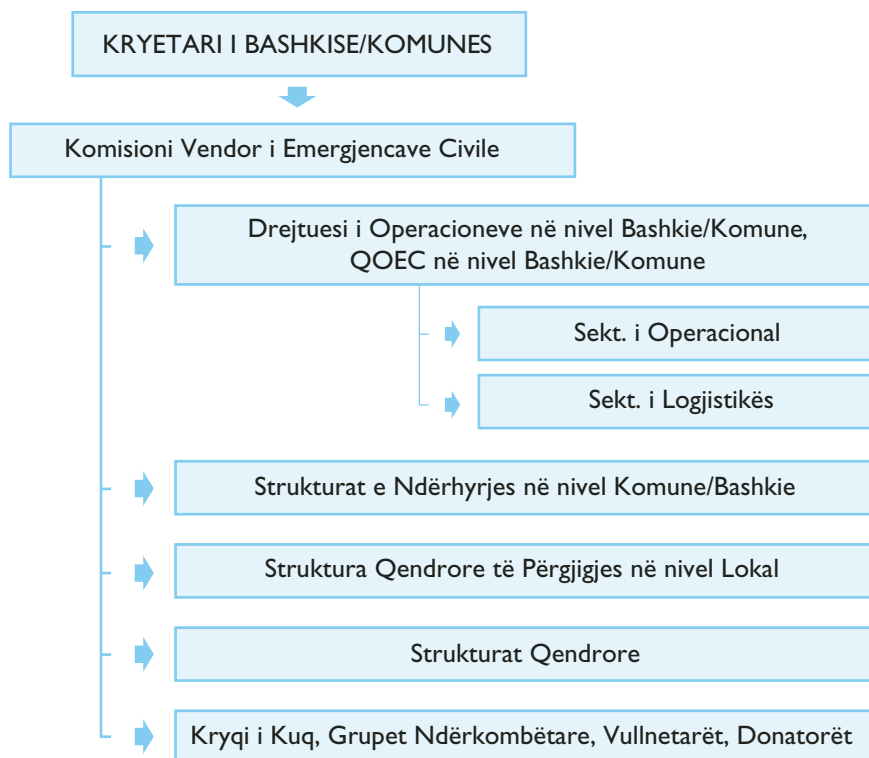 KRYETARI I BASHKISE/KOMUNES
Komisioni Vendor i Emergjencave Civile
Drejtuesi i Operacioneve në nivel Bashkie/Komune,
QOEC në nivel Bashkie/Komune
Sekt. i Operacional
Sekt. i Logjistikës
Strukturat e Ndërhyrjes në nivel Komune/Bashkie
Struktura Qendrore të Përgjigjes në nivel Lokal
Strukturat Qendrore
Kryqi i Kuq, Grupet Ndërkombëtare, Vullnetarët, Donatorët